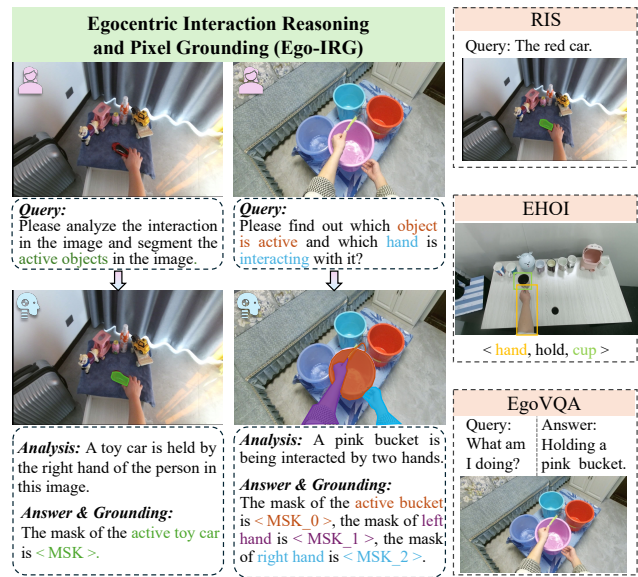 Egocentric Interaction Reasoning
and Pixel Grounding (Ego-IRG)
Query:
Please analyze the interaction
in the image and segment the
active objects in the image.
Analysis: A toy car is held by
the right hand of the person in
this image.
Answer & Grounding:
The mask of the active toy car
is < MSK >.
Query:
Please find out which object
is active and which hand is
interacting with it?
Analysis: A pink bucket is
being interacted by two hands.
Answer & Grounding:
The mask of the active bucket
is < MSK_0 >, the mask of left
hand is < MSK_1 >, the mask
of right hand is < MSK_2 >.
RIS
Query: The red car.
EHOI
< hand, hold, cup >
EgoVQA
Query:
What am
I doing?
Answer:
Holding a
pink bucket.